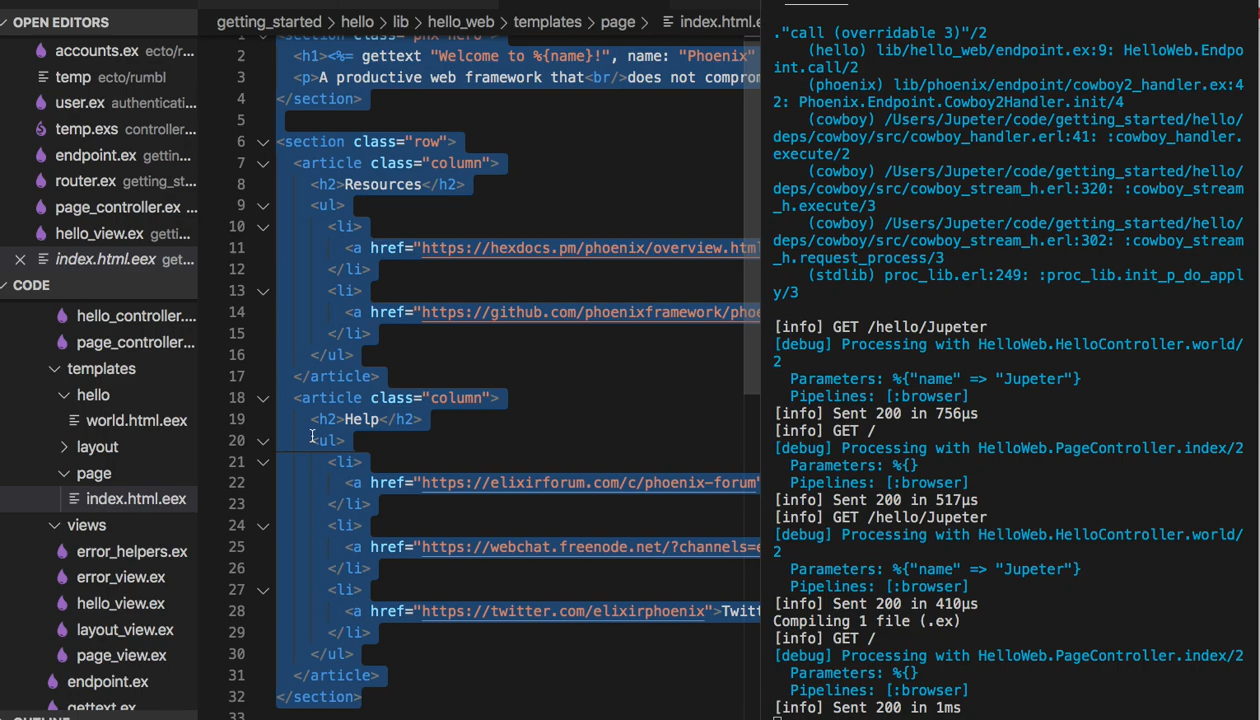 OPEN EDITORS
accounts.ex ecto/r...
temp ecto/rumbl
user.ex authenticati...
temp.exs controller...
endpoint.ex gettin...
router.ex getting_st...
page_controller.ex ...
hello_view.ex getti...
index.html.eex get...
CODE
hello_controller....
page_controller...
templates
hello
world.html.eex
layout
page
index.html.eex
views
error_helpers.ex
error_view.ex
hello_view.ex
layout_view.ex
page_view.ex
endpoint.ex
gettext.ex
OUTLINE
getting_started > hello > lib > hello_web > templates > page > index.html.e
1 <section class="phx-hero">
2 <h1><%= gettext "Welcome to %{name}!", name: "Phoenix"
3 <p>A productive web framework that<br/>does not comprom
4 </section>
5
6 <section class="row">
7 <article class="column">
8 <h2>Resources</h2>
9 <ul>
10 <li>
11 <a href="https://hexdocs.pm/phoenix/overview.html
12 </li>
13 <li>
14 <a href="https://github.com/phoenixframework/phoe
15 </li>
16 </ul>
17 </article>
18 <article class="column">
19 <h2>Help</h2>
20 <ul>
21 <li>
22 <a href="https://elixirforum.com/c/phoenix-forum"
23 </li>
24 <li>
25 <a href="https://webchat.freenode.net/?channels=e
26 </li>
27 <li>
28 <a href="https://twitter.com/elixirphoenix">Twitt
29 </li>
30 </ul>
31 </article>
32 </section>
33
."call (overridable 3)"/2
(hello) lib/hello_web/endpoint.ex:9: HelloWeb.Endpo
int.call/2
(phoenix) lib/phoenix/endpoint/cowboy2_handler.ex:4
2: Phoenix.Endpoint.Cowboy2Handler.init/4
(cowboy) /Users/Jupeter/code/getting_started/hello/
deps/cowboy/src/cowboy_handler.erl:41: :cowboy_handler.
execute/2
(cowboy) /Users/Jupeter/code/getting_started/hello/
deps/cowboy/src/cowboy_stream_h.erl:320: :cowboy_stream
_h.execute/3
(cowboy) /Users/Jupeter/code/getting_started/hello/
deps/cowboy/src/cowboy_stream_h.erl:302: :cowboy_stream
_h.request_process/3
(stdlib) proc_lib.erl:249: :proc_lib.init_p_do_appl
y/3
[info] GET /hello/Jupeter
[debug] Processing with HelloWeb.HelloController.world/
2
Parameters: %{"name" => "Jupeter"}
Pipelines: [:browser]
[info] Sent 200 in 756µs
[info] GET /
[debug] Processing with HelloWeb.PageController.index/2
Parameters: %{}
Pipelines: [:browser]
[info] Sent 200 in 517µs
[info] GET /hello/Jupeter
[debug] Processing with HelloWeb.HelloController.world/
2
Parameters: %{"name" => "Jupeter"}
Pipelines: [:browser]
[info] Sent 200 in 410µs
Compiling 1 file (.ex)
[info] GET /
[debug] Processing with HelloWeb.PageController.index/2
Parameters: %{}
Pipelines: [:browser]
[info] Sent 200 in 1ms